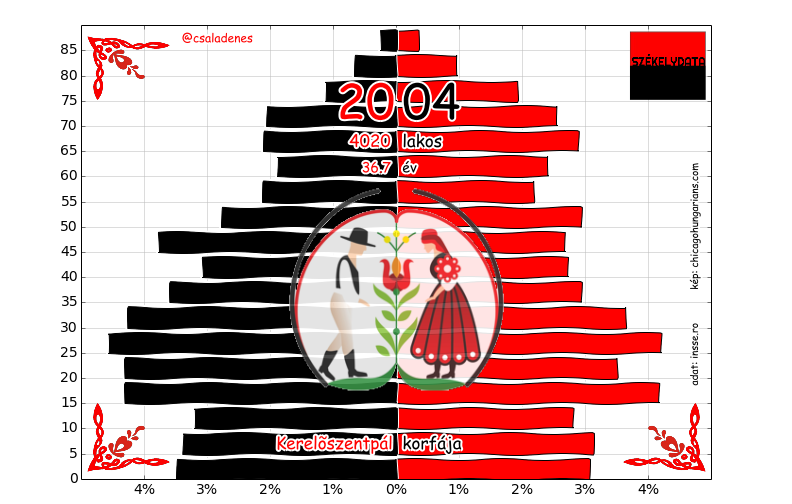 @csaladenes
SZÉKELYDATA
2004
4020 lakos
36.7 év
kép: chicagohungarians.com
adat: insse.ro
Kerelőszentpál korfája
85
80
75
70
65
60
55
50
45
40
35
30
25
20
15
10
5
0
4% 3% 2% 1% 0% 1% 2% 3% 4%